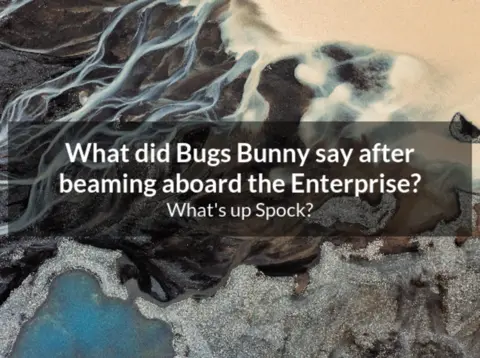 What did Bugs Bunny say after
beaming aboard the Enterprise?
What's up Spock?